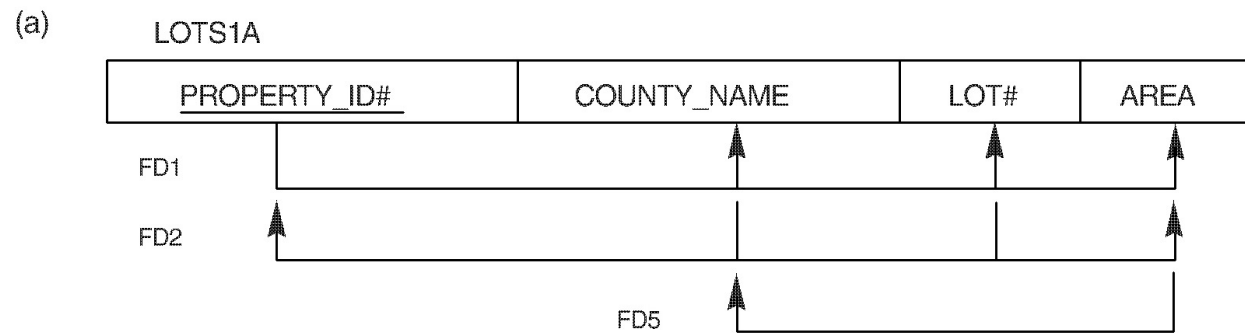 (a)
LOTS1A
PROPERTY_ID# COUNTY_NAME LOT# AREA
FD1
FD2
FD5